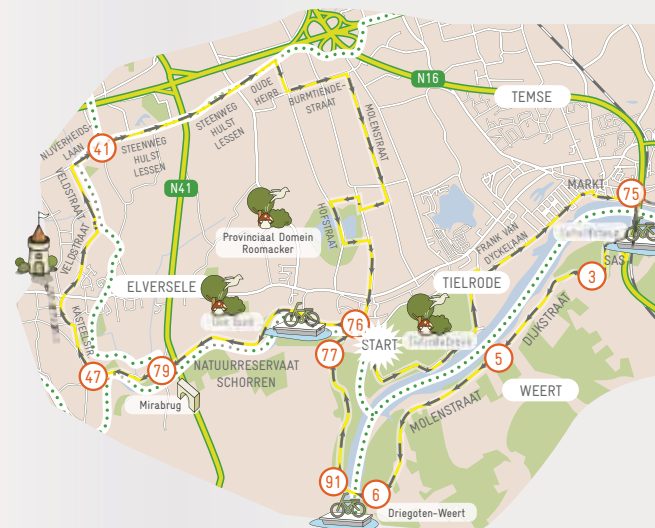 N16
TEMSE
OUDE
HEIRB.
BURMTIENDE-
STRAAT
MOLENSTRAAT
STEENWEG
HULST
LESSEN
NIJVERHEIDS-
LAAN
41
STEENWEG
HULST
LESSEN
N41
VELDSTRAAT
VELDSTRAAT
HOFSTRAAT
MARKT
75
Provinciaal Domein
Roomacker
FRANK VAN
DYCKELAAN
SAS
3
ELVERSELE
TIELRODE
KASTEELSTR.
76
START
77
DIJKSTRAAT
5
47
79
NATUURRESERVAAT
SCHORREN
WEERT
Mirabrug
MOLENSTRAAT
91
6
Driegoten-Weert